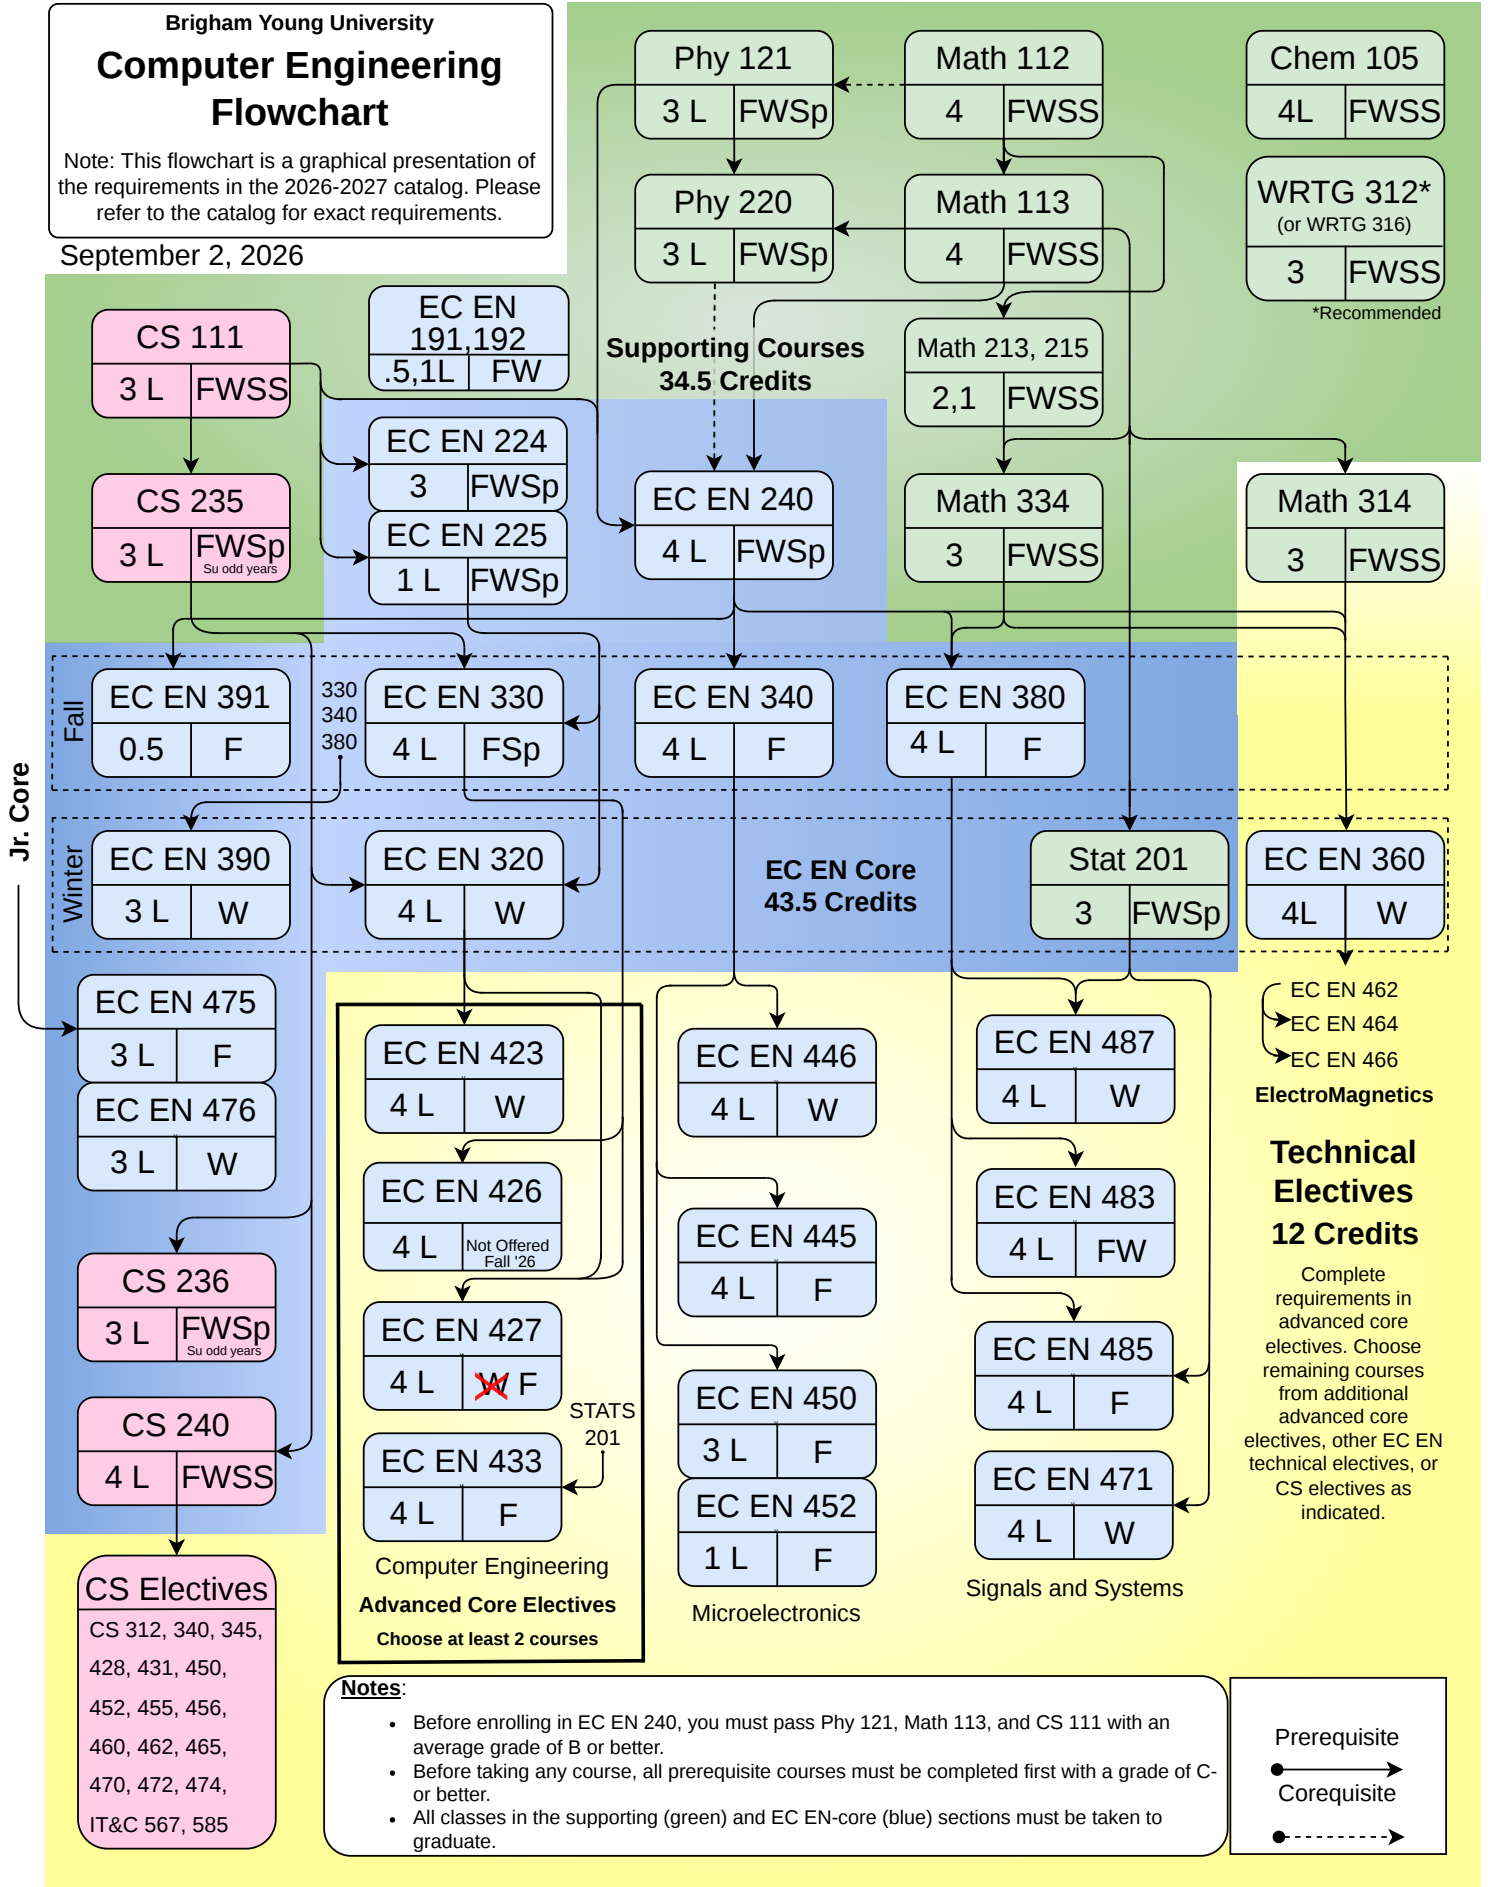 Brigham Young University
Computer Engineering
Flowchart
Note: This flowchart is a graphical presentation of
the requirements in the 2026-2027 catalog. Please
refer to the catalog for exact requirements.
September 2, 2026
Phy 121
3 L FWSp
Math 112
4 FWSS
Chem 105
4L FWSS
Phy 220
3 L FWSp
Math 113
4 FWSS
WRTG 312*
(or WRTG 316)
3 FWSS
*Recommended
CS 111
3 L FWSS
EC EN
191,192
.5,1L FW
Supporting Courses
34.5 Credits
Math 213, 215
2,1 FWSS
CS 235
3 L FWSp
Su odd years
EC EN 224
3 FWSp
EC EN 225
1 L FWSp
EC EN 240
4 L FWSp
Math 334
3 FWSS
Math 314
3 FWSS
Jr. Core
Fall
EC EN 391
0.5 F
330
340
380
EC EN 330
4 L FSp
EC EN 340
4 L F
EC EN 380
4 L F
Winter
EC EN 390
3 L W
EC EN 320
4 L W
EC EN Core
43.5 Credits
Stat 201
3 FWSp
EC EN 360
4L W
EC EN 475
3 L F
EC EN 476
3 L W
CS 236
3 L FWSp
Su odd years
CS 240
4 L FWSS
CS Electives
CS 312, 340, 345,
428, 431, 450,
452, 455, 456,
460, 462, 465,
470, 472, 474,
IT&C 567, 585
EC EN 423
4 L W
EC EN 426
4 L Not Offered
Fall '26
EC EN 427
4 L W F
STATS
201
EC EN 433
4 L F
Computer Engineering
Advanced Core Electives
Choose at least 2 courses
EC EN 446
4 L W
EC EN 445
4 L F
EC EN 450
3 L F
EC EN 452
1 L F
Microelectronics
EC EN 487
4 L W
EC EN 483
4 L FW
EC EN 485
4 L F
EC EN 471
4 L W
Signals and Systems
EC EN 462
EC EN 464
EC EN 466
ElectroMagnetics
Technical
Electives
12 Credits
Complete
requirements in
advanced core
electives. Choose
remaining courses
from additional
advanced core
electives, other EC EN
technical electives, or
CS electives as
indicated.
Notes:
• Before enrolling in EC EN 240, you must pass Phy 121, Math 113, and CS 111 with an
average grade of B or better.
• Before taking any course, all prerequisite courses must be completed first with a grade of C-
or better.
• All classes in the supporting (green) and EC EN-core (blue) sections must be taken to
graduate.
Prerequisite
Corequisite